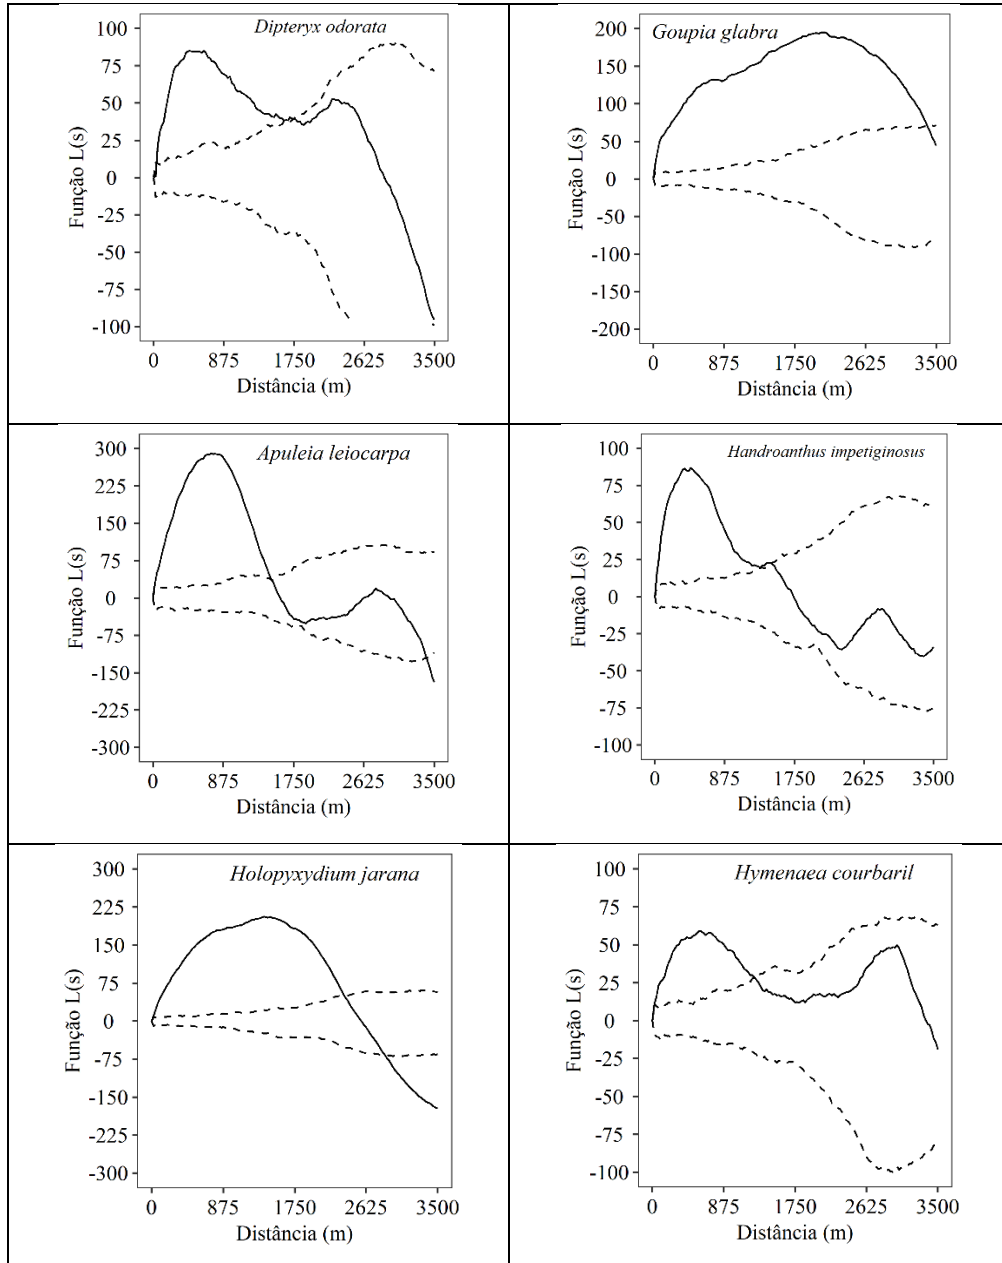 Dipteryx odorata
Função L(s)
100
75
50
25
0
-25
-50
-75
-100
0 875 1750 2625 3500
Distância (m)
Goupia glabra
Função L(s)
200
150
100
50
0
-50
-100
-150
-200
0 875 1750 2625 3500
Distância (m)
Apuleia leiocarpa
Função L(s)
300
225
150
75
0
-75
-150
-225
-300
0 875 1750 2625 3500
Distância (m)
Handroanthus impetiginosus
Função L(s)
100
75
50
25
0
-25
-50
-75
-100
0 875 1750 2625 3500
Distância (m)
Holopyxydium jarana
Função L(s)
300
225
150
75
0
-75
-150
-225
-300
0 875 1750 2625 3500
Distância (m)
Hymenaea courbaril
Função L(s)
100
75
50
25
0
-25
-50
-75
-100
0 875 1750 2625 3500
Distância (m)